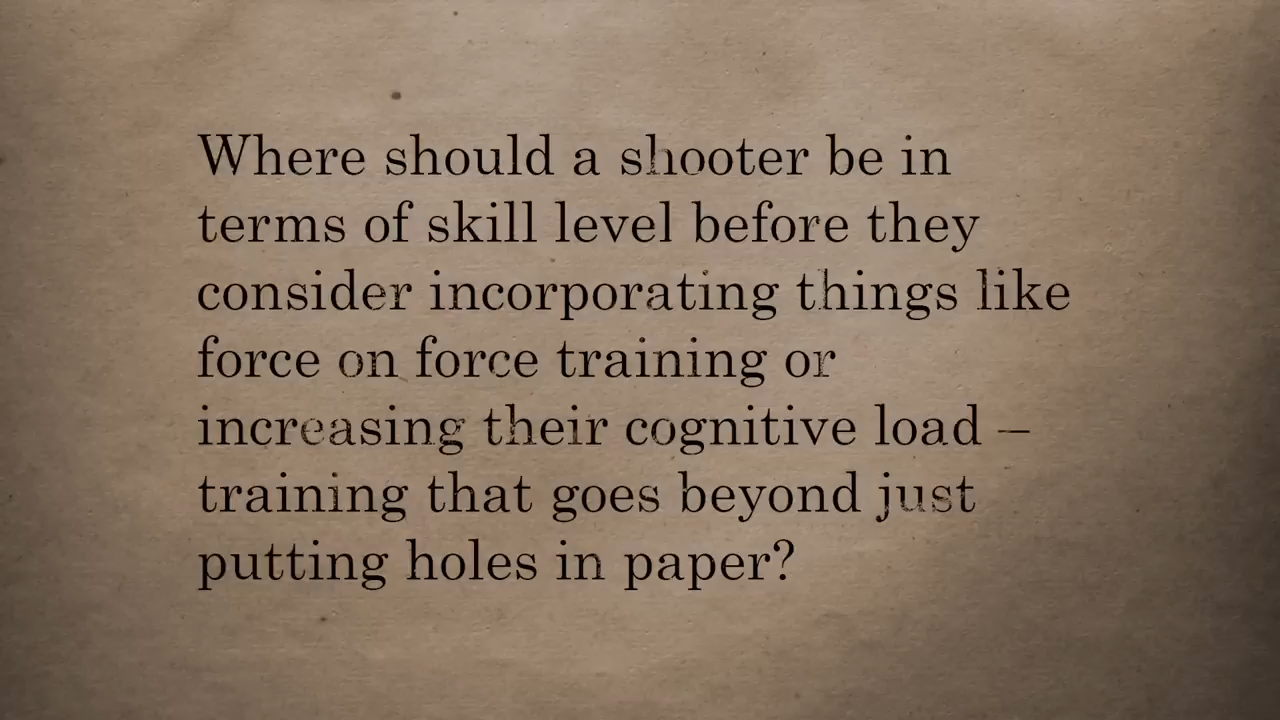 Where should a shooter be in
terms of skill level before they
consider incorporating things like
force on force training or
increasing their cognitive load –
training that goes beyond just
putting holes in paper?